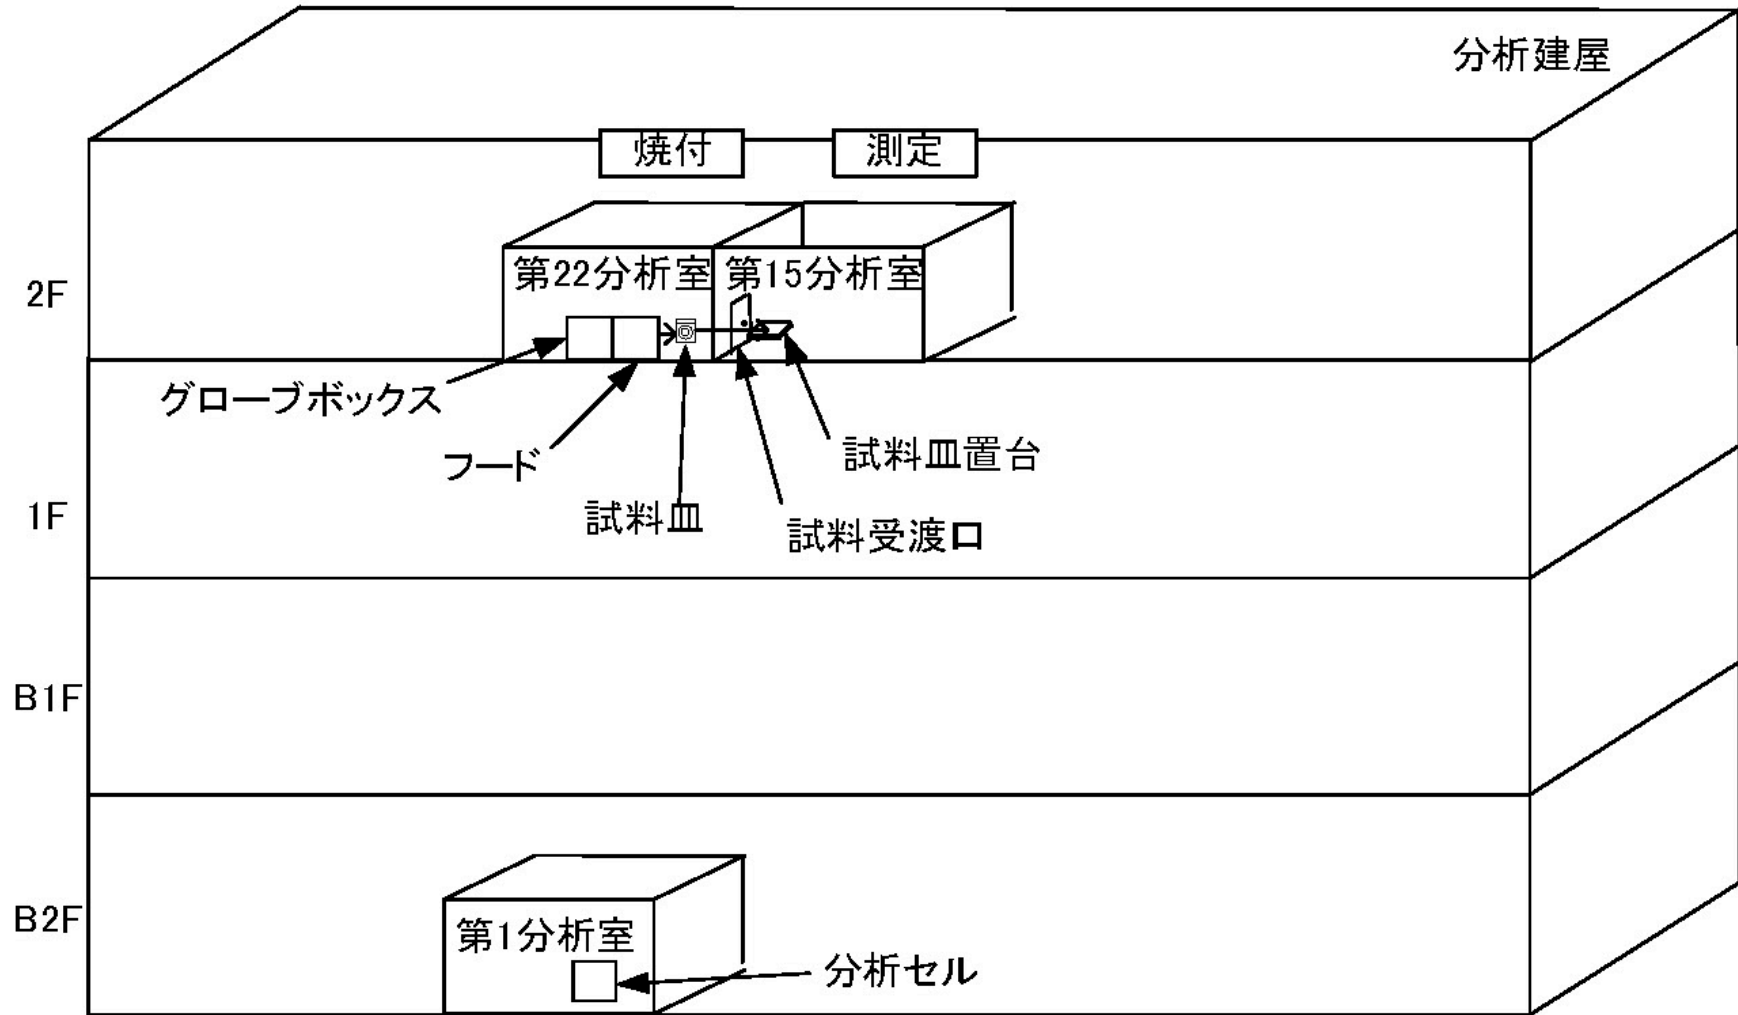 分析建屋
焼付
測定
第22分析室
第15分析室
2F
グローブボックス
フード
試料皿置台
試料皿
試料受渡口
1F
B1F
B2F
第1分析室
分析セル